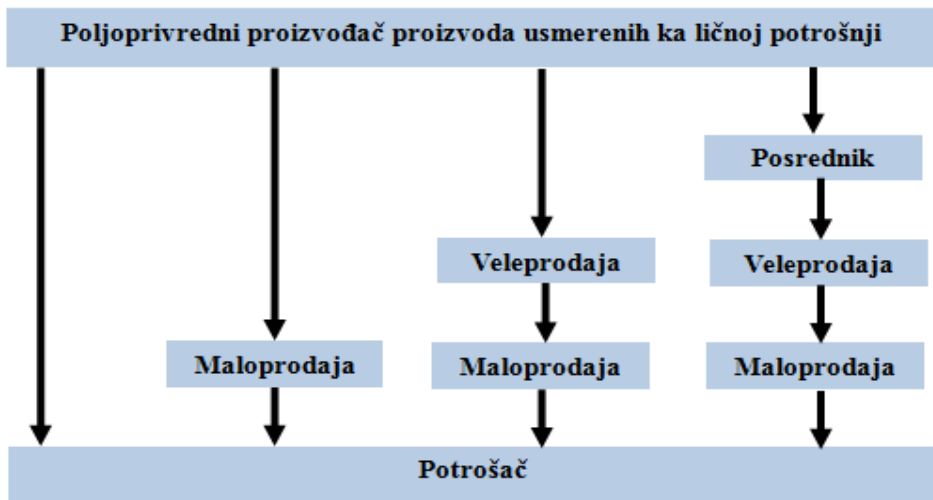 Poljoprivredni proizvođač proizvoda usmerenih ka ličnoj potrošnji
Posrednik
Veleprodaja
Veleprodaja
Maloprodaja
Maloprodaja
Maloprodaja
Potrošač